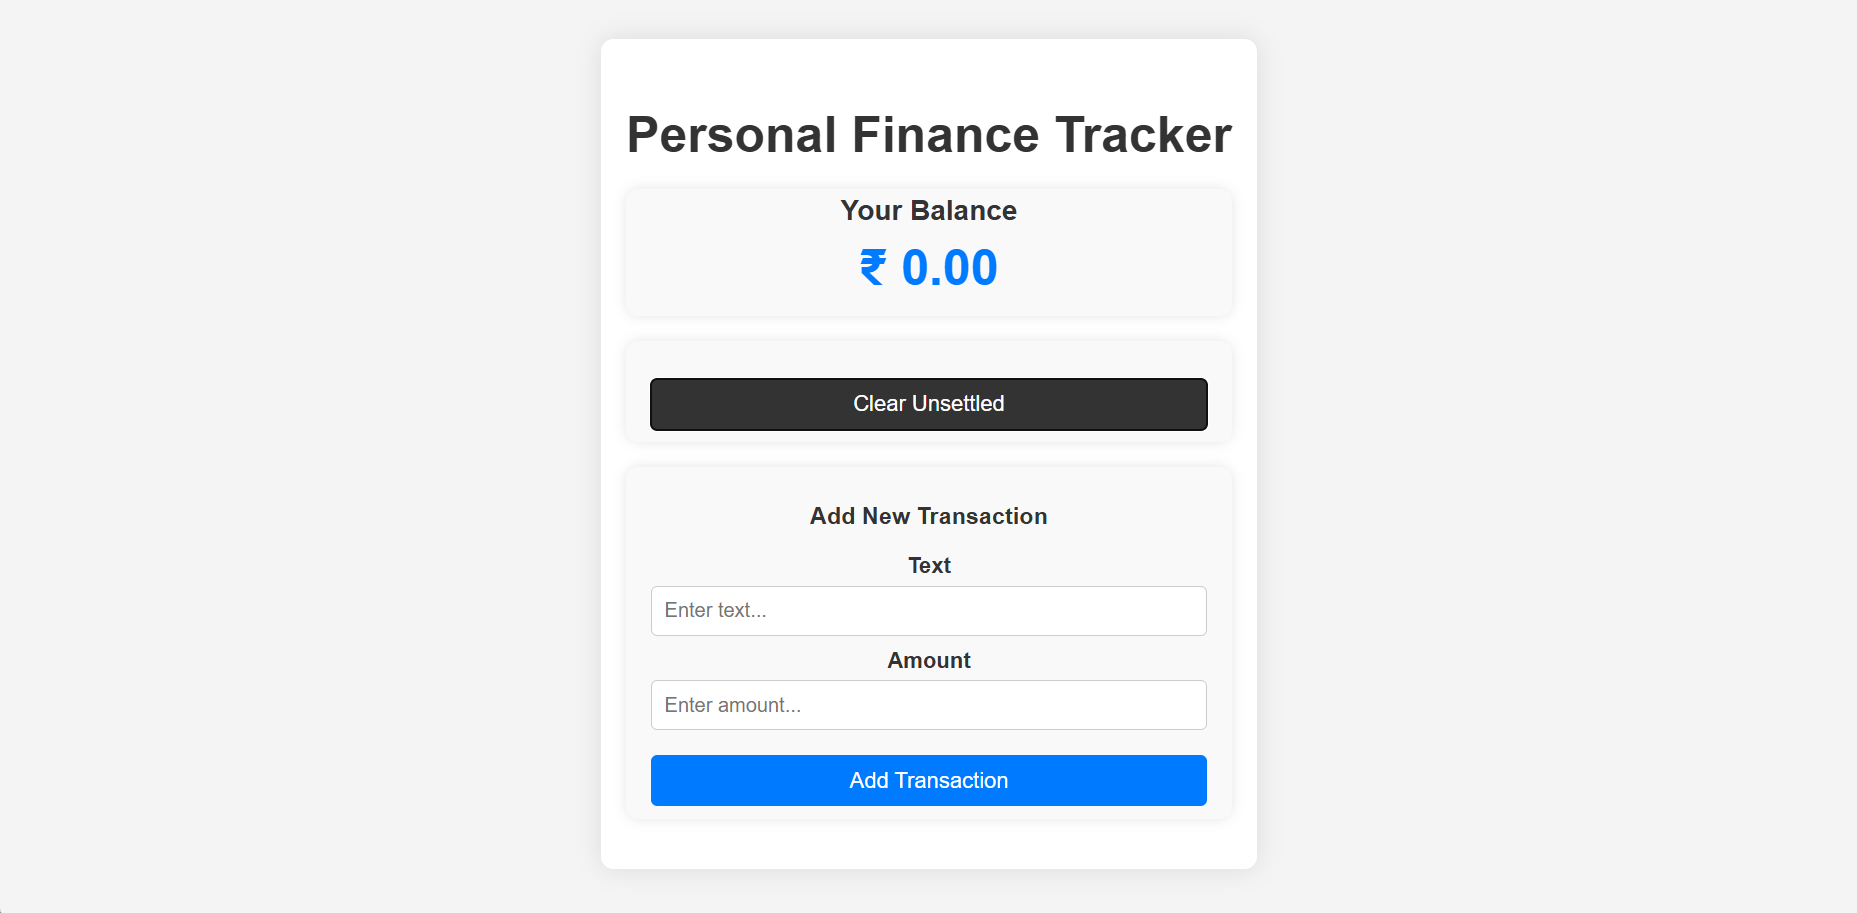 Personal Finance Tracker
Your Balance
₹ 0.00
Clear Unsettled
Add New Transaction
Text
Enter text...
Amount
Enter amount...
Add Transaction